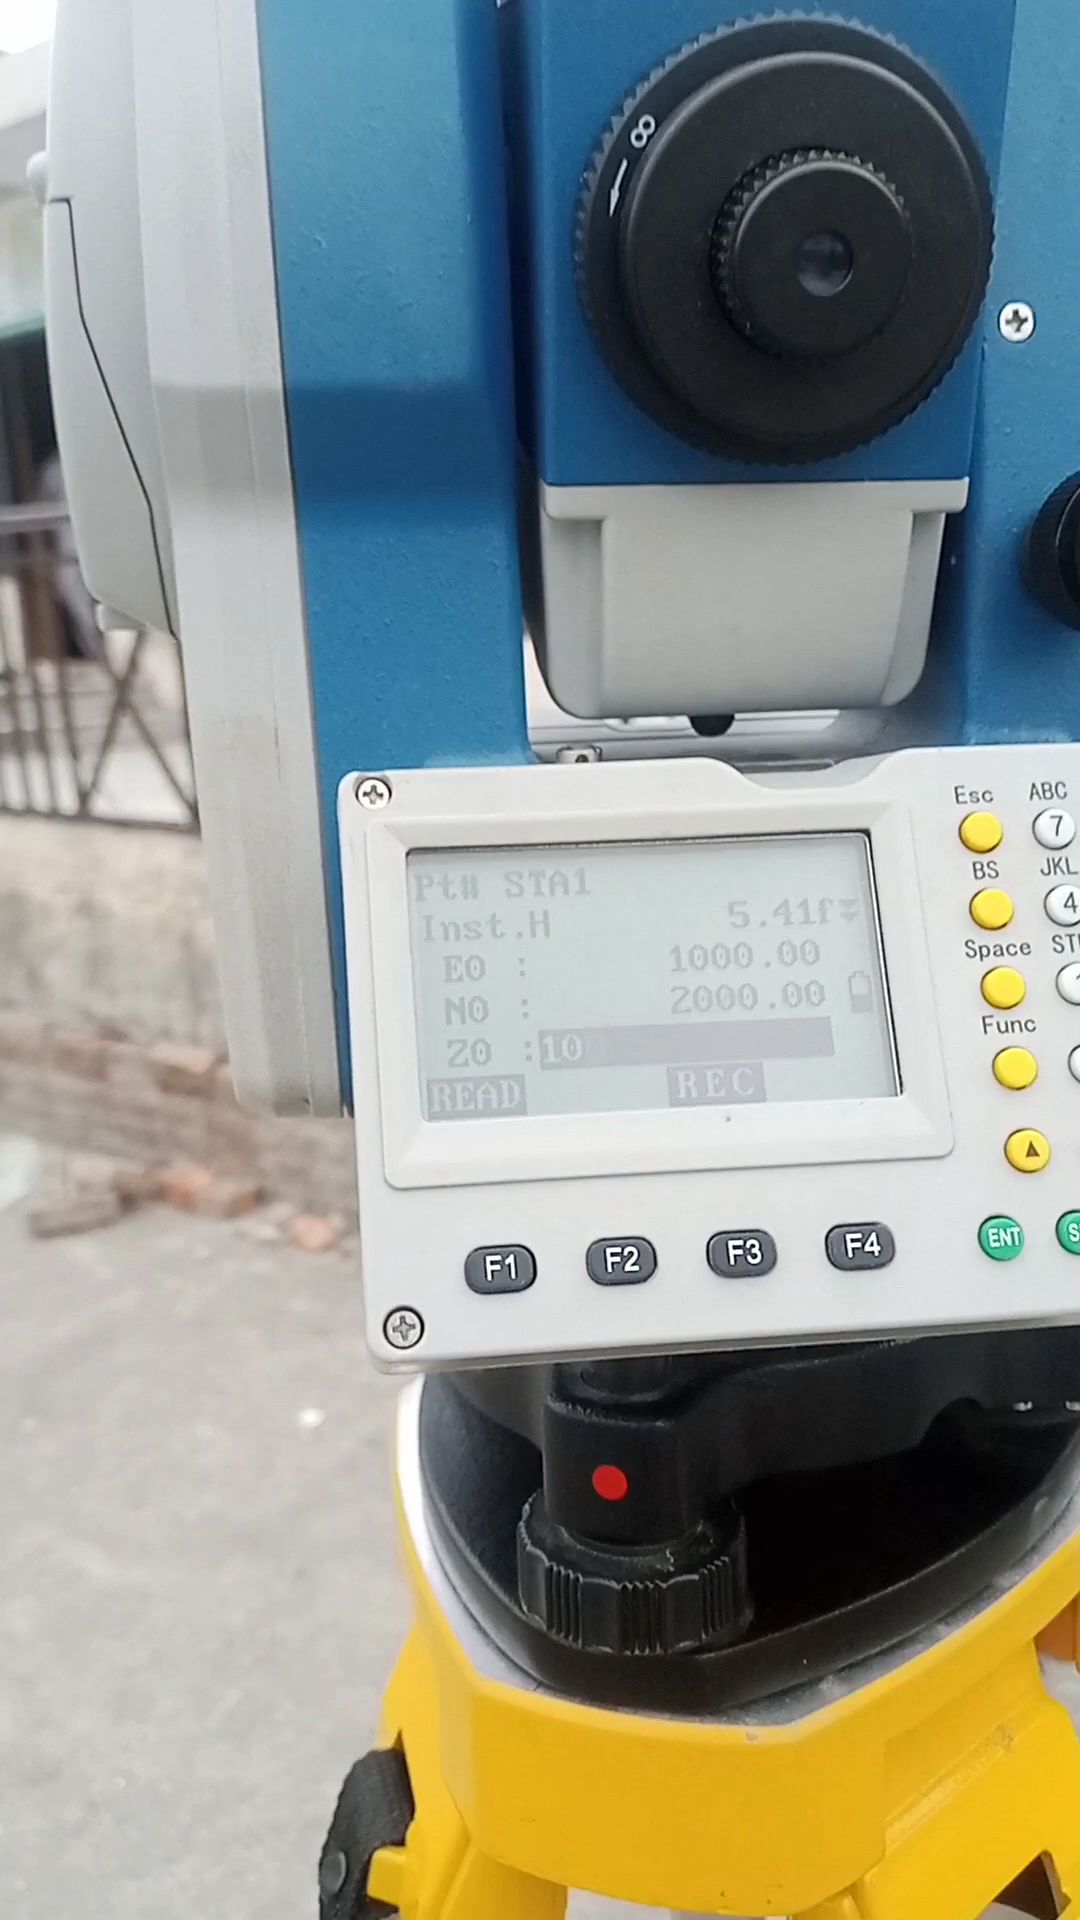 ∞
Esc ABC
7
BS JKL
4
Space
Func
Pt# STA1
Inst.H 5.41f
E0 : 1000.00
N0 : 2000.00
Z0 :10
READ REC
F1 F2 F3 F4 ENT